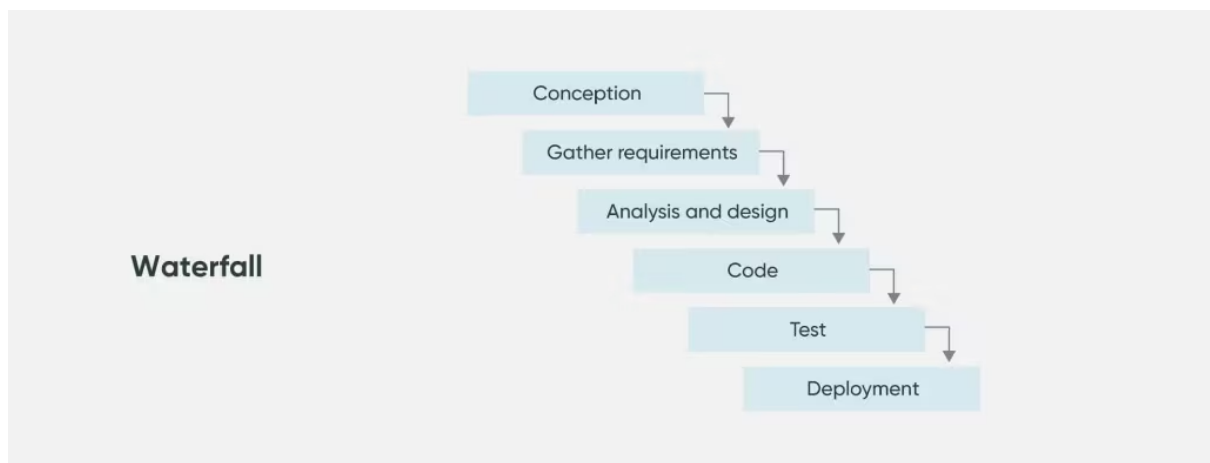 Conception
Gather requirements
Analysis and design
Waterfall
Code
Test
Deployment